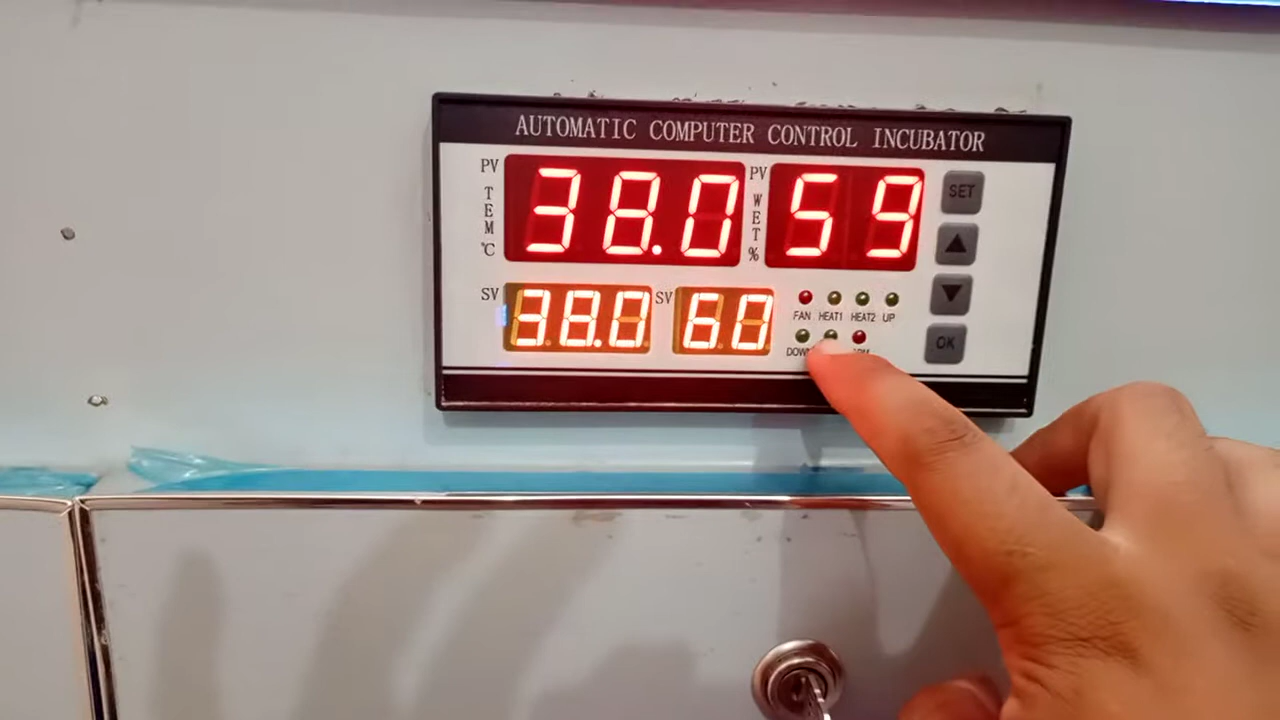 AUTOMATIC COMPUTER CONTROL INCUBATOR
PV TEM °C 38.0 PV WET % 59 SET
SV 38.0 SV 60
FAN HEAT1 HEAT2 UP
OK